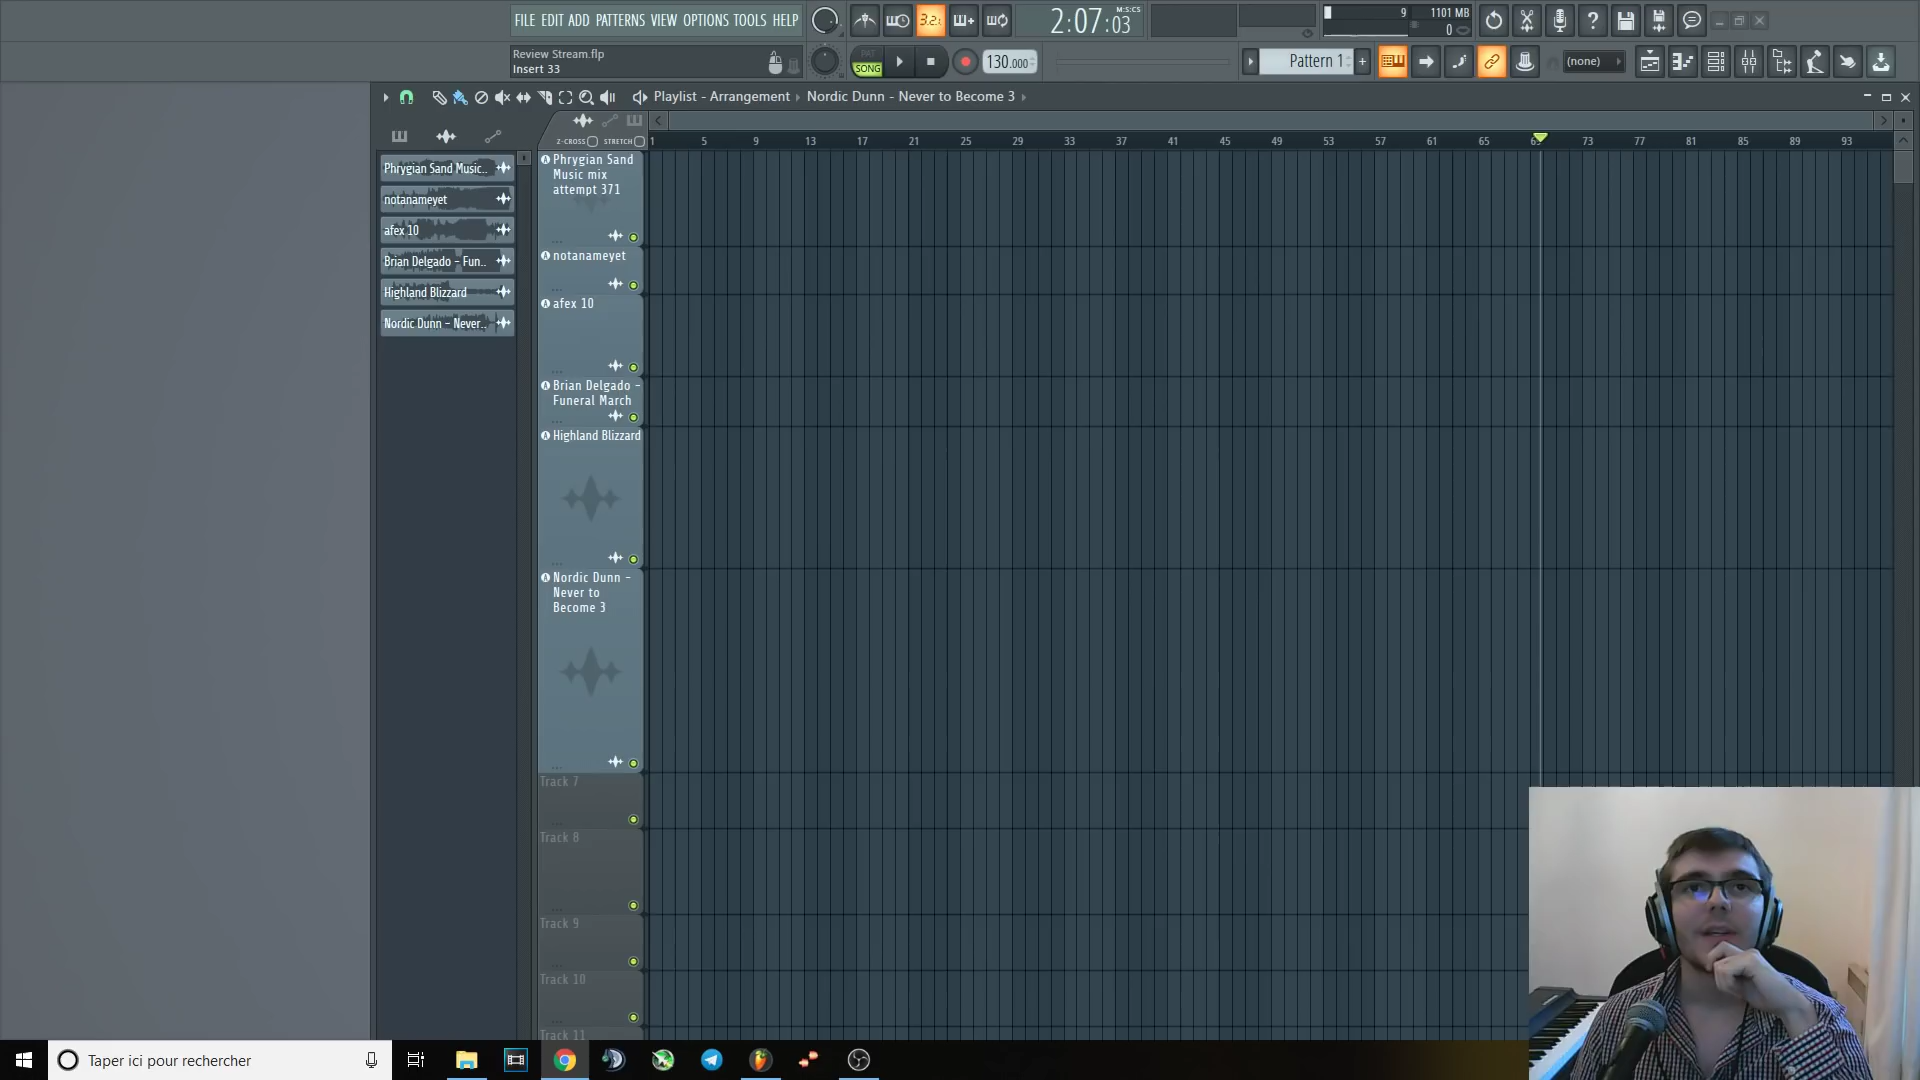 FILE EDIT ADD PATTERNS VIEW OPTIONS TOOLS HELP
3.2.
2:07:03
M:S:CS
9
1101 MB
0
Review Stream.flp
Insert 33
PAT
SONG
130.000
Pattern 1
(none)
Playlist - Arrangement
Nordic Dunn - Never to Become 3
Z-CROSS
STRETCH
1 5 9 13 17 21 25 29 33 37 41 45 49 53 57 61 65 73 77 81 85 89 93
Phrygian Sand Music..
notanameyet
afex 10
Brian Delgado - Fun..
Highland Blizzard
Nordic Dunn - Never..
Phrygian Sand
Music mix
attempt 371
notanameyet
afex 10
Brian Delgado -
Funeral March
Highland Blizzard
Nordic Dunn -
Never to
Become 3
Track 7
Track 8
Track 9
Track 10
Track 11
Taper ici pour rechercher